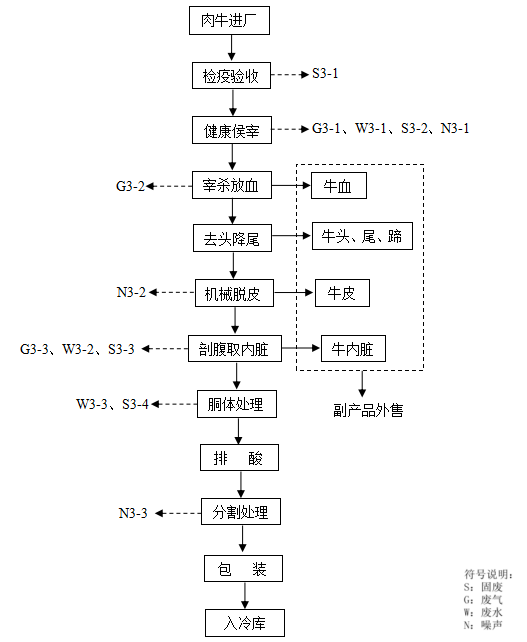 肉牛进厂
检疫验收
S3-1
健康侯宰
G3-1、W3-1、S3-2、N3-1
G3-2
宰杀放血
牛血
去头降尾
牛头、尾、蹄
N3-2
机械脱皮
牛皮
G3-3、W3-2、S3-3
剖腹取内脏
牛内脏
W3-3、S3-4
胴体处理
副产品外售
排 酸
N3-3
分割处理
包 装
入冷库
符号说明：
S：固废
G：废气
W：废水
N：噪声